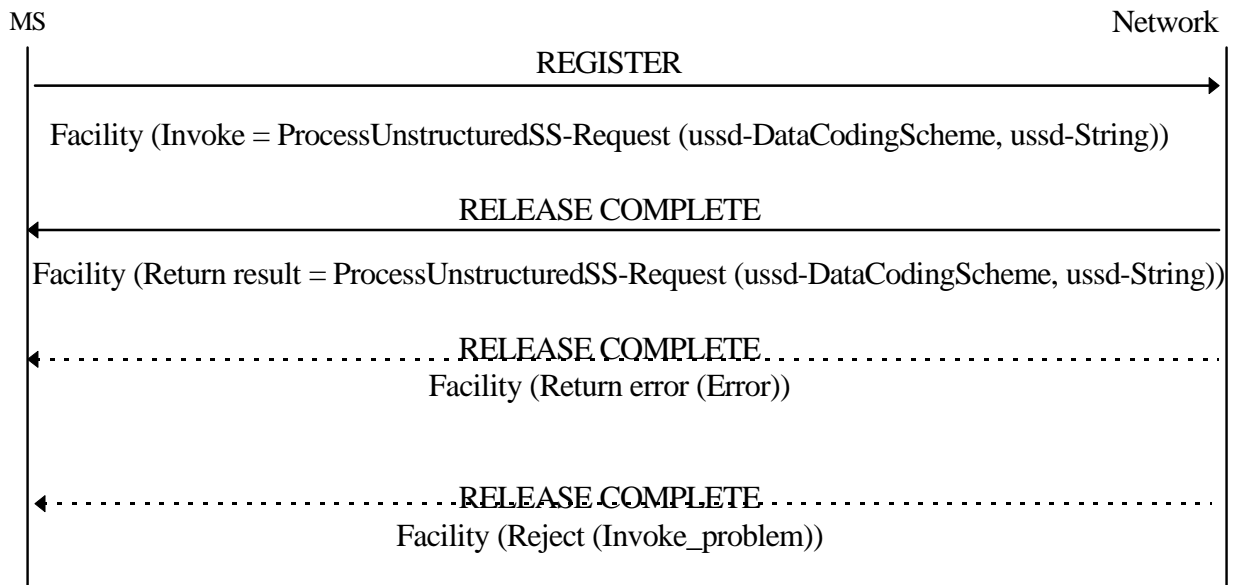 MS
Network
REGISTER
Facility (Invoke = ProcessUnstructuredSS-Request (ussd-DataCodingScheme, ussd-String))
RELEASE COMPLETE
Facility (Return result = ProcessUnstructuredSS-Request (ussd-DataCodingScheme, ussd-String))
RELEASE COMPLETE
Facility (Return error (Error))
RELEASE COMPLETE
Facility (Reject (Invoke_problem))